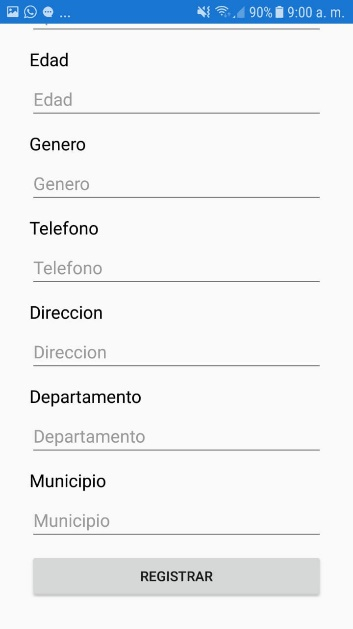 ... 90% 9:00 a. m.
Edad
Edad
Genero
Genero
Telefono
Telefono
Direccion
Direccion
Departamento
Departamento
Municipio
Municipio
REGISTRAR